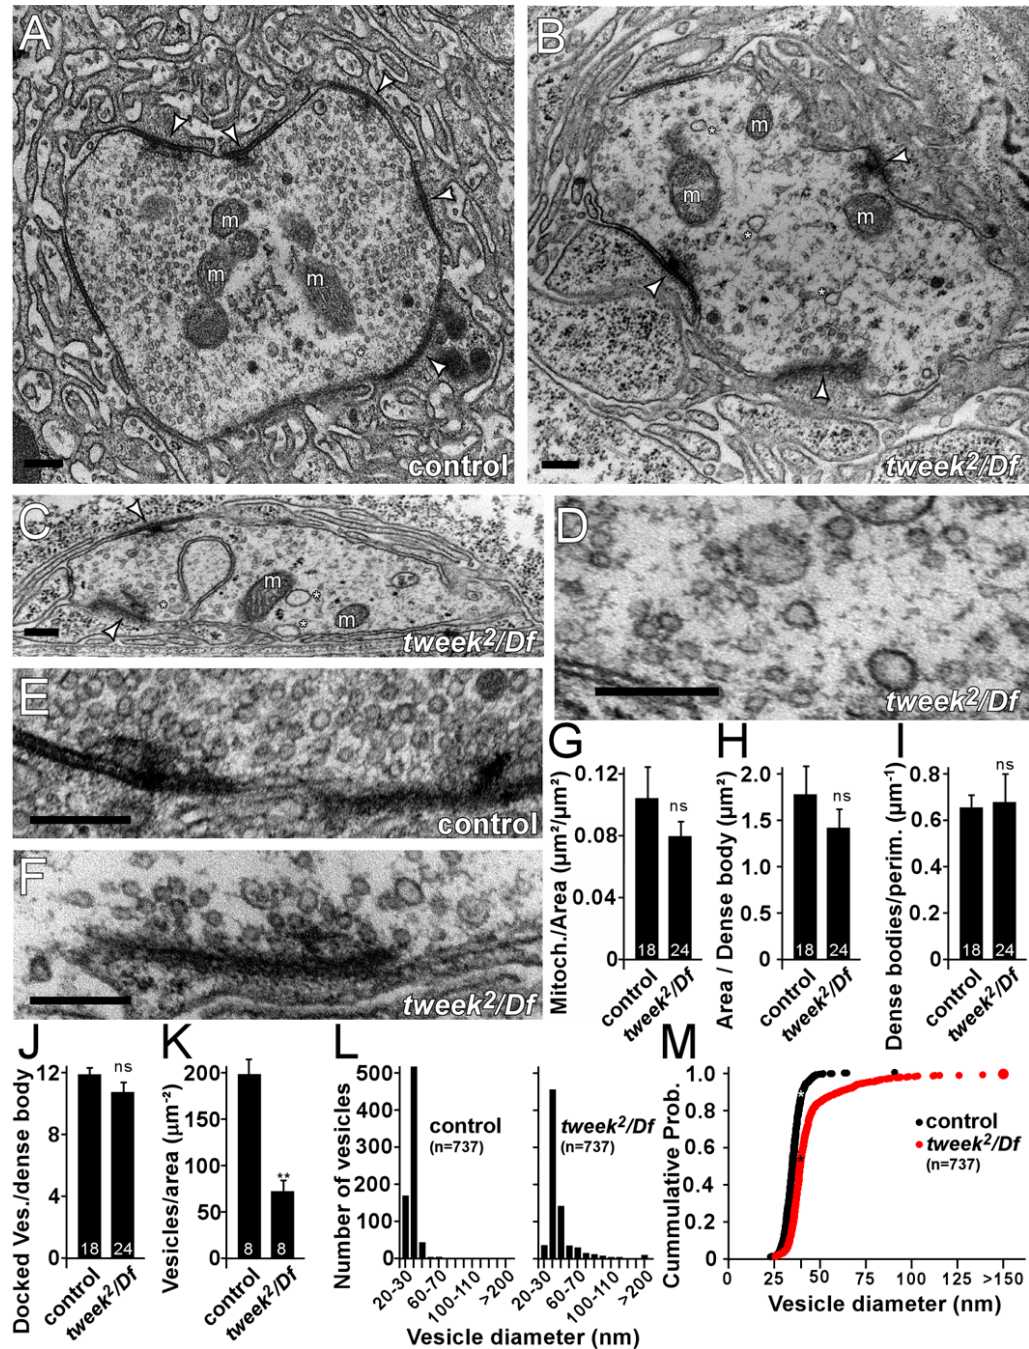 A
m
m
m
control
B
m
m
m
*
*
*
tweek²/Df
C
m
m
*
*
*
tweek²/Df
D
tweek²/Df
E
control
F
tweek²/Df
G
Mitoch./Area (µm²/µm²)
0.12
0.08
0.04
0
ns
18
24
control
tweek²/Df
H
Area / Dense body (µm²)
2.0
1.5
1.0
0.5
0
ns
18
24
control
tweek²/Df
I
Dense bodies/perim. (µm⁻¹)
0.8
0.6
0.4
0.2
0
ns
18
24
control
tweek²/Df
J
Docked Ves./dense body
12
8
4
0
ns
18
24
control
tweek²/Df
K
Vesicles/area (µm⁻²)
200
150
100
50
0
**
8
8
control
tweek²/Df
L
Number of vesicles
500
400
300
200
100
0
control
(n=737)
tweek²/Df
(n=737)
20-30
60-70
100-110
>200
20-30
60-70
100-110
>200
Vesicle diameter (nm)
M
Cummulative Prob.
1.0
0.8
0.6
0.4
0.2
0
*
*
control
tweek²/Df
(n=737)
0
25
50
75
100
125
>150
Vesicle diameter (nm)